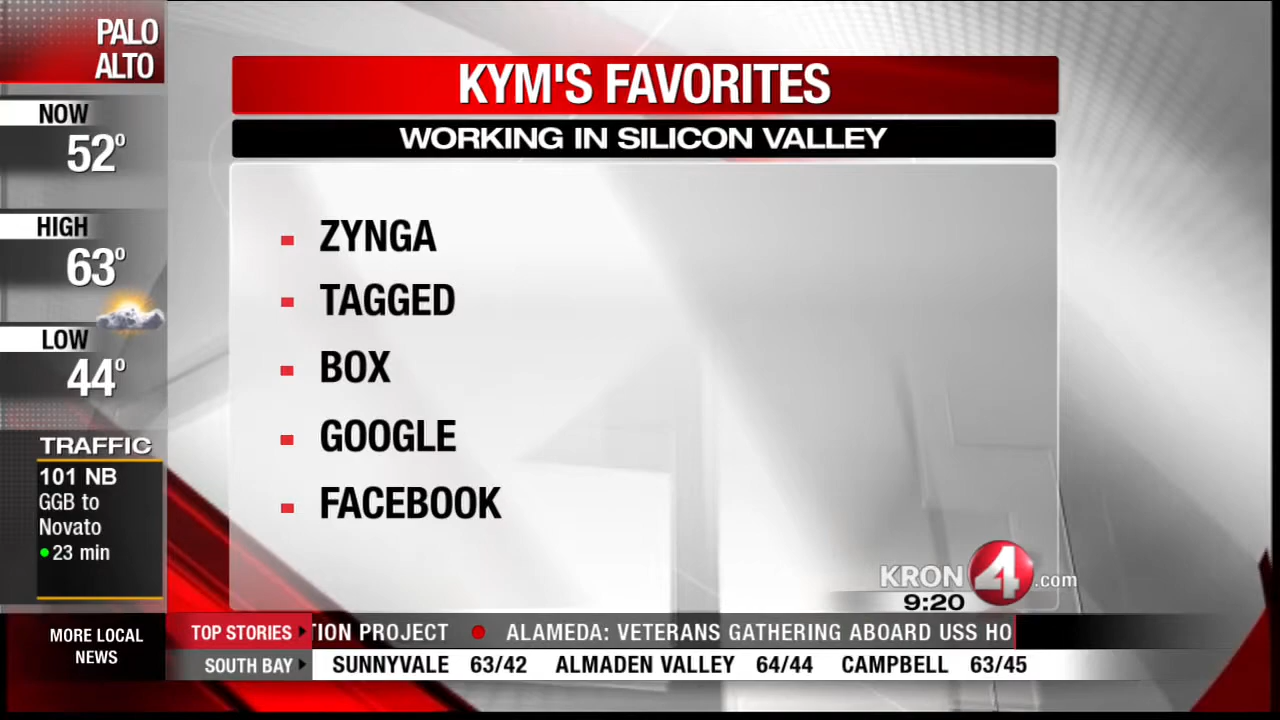 PALO
ALTO
NOW
52°
HIGH
63°
LOW
44°
TRAFFIC
101 NB
GGB to
Novato
23 min
MORE LOCAL
NEWS
KYM'S FAVORITES
WORKING IN SILICON VALLEY
ZYNGA
TAGGED
BOX
GOOGLE
FACEBOOK
KRON4.com
9:20
TOP STORIES TION PROJECT ALAMEDA: VETERANS GATHERING ABOARD USS HO
SOUTH BAY SUNNYVALE 63/42 ALMADEN VALLEY 64/44 CAMPBELL 63/45